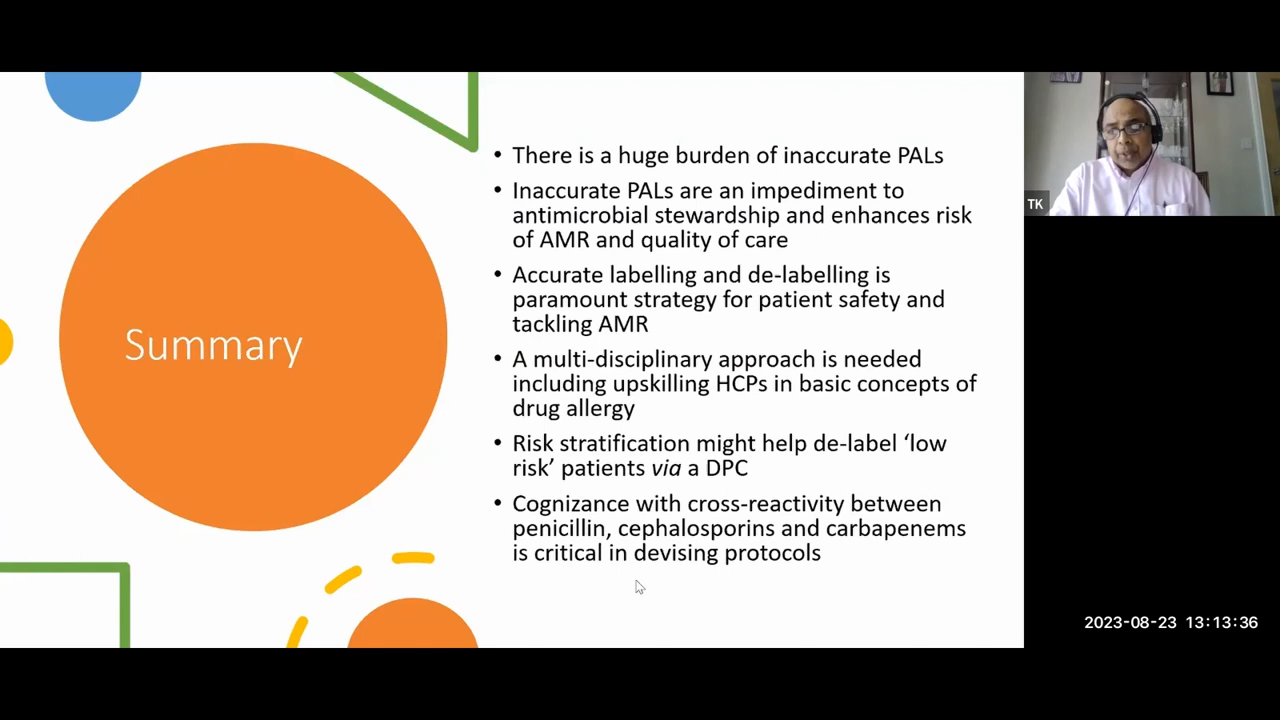 Summary
• There is a huge burden of inaccurate PALs
• Inaccurate PALs are an impediment to
antimicrobial stewardship and enhances risk
of AMR and quality of care
• Accurate labelling and de-labelling is
paramount strategy for patient safety and
tackling AMR
• A multi-disciplinary approach is needed
including upskilling HCPs in basic concepts of
drug allergy
• Risk stratification might help de-label ‘low
risk’ patients via a DPC
• Cognizance with cross-reactivity between
penicillin, cephalosporins and carbapenems
is critical in devising protocols
TK
2023-08-23 13:13:36